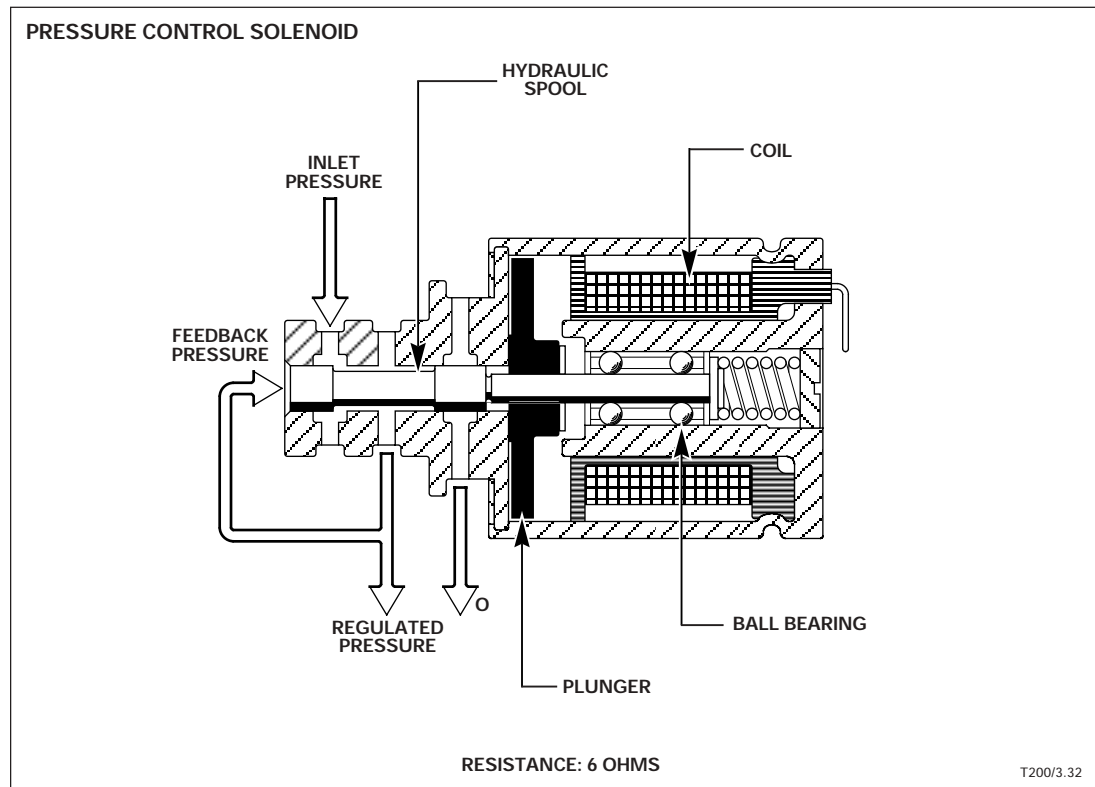 PRESSURE CONTROL SOLENOID
HYDRAULIC
SPOOL
COIL
INLET
PRESSURE
FEEDBACK
PRESSURE
O
REGULATED
PRESSURE
BALL BEARING
PLUNGER
RESISTANCE: 6 OHMS
T200/3.32